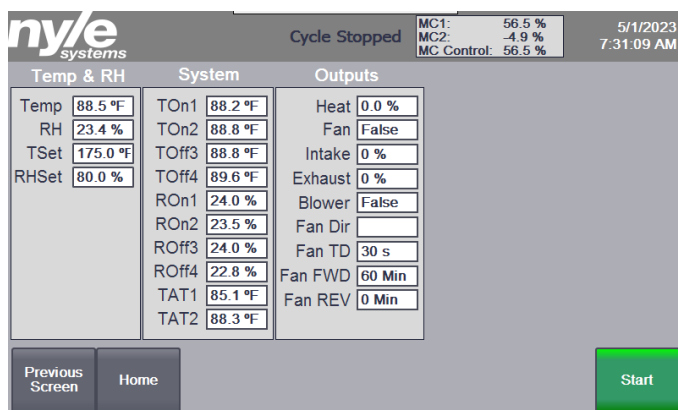 nyle
systems
Cycle Stopped
MC1: 56.5 %
MC2: -4.9 %
MC Control: 56.5 %
5/1/2023
7:31:09 AM
Temp & RH
Temp 88.5 ºF
RH 23.4 %
TSet 175.0 ºF
RHSet 80.0 %
System
TOn1 88.2 ºF
TOn2 88.8 ºF
TOff3 88.8 ºF
TOff4 89.6 ºF
ROn1 24.0 %
ROn2 23.5 %
ROff3 24.0 %
ROff4 22.8 %
TAT1 85.1 ºF
TAT2 88.3 ºF
Outputs
Heat 0.0 %
Fan False
Intake 0 %
Exhaust 0 %
Blower False
Fan Dir
Fan TD 30 s
Fan FWD 60 Min
Fan REV 0 Min
Previous
Screen
Home
Start